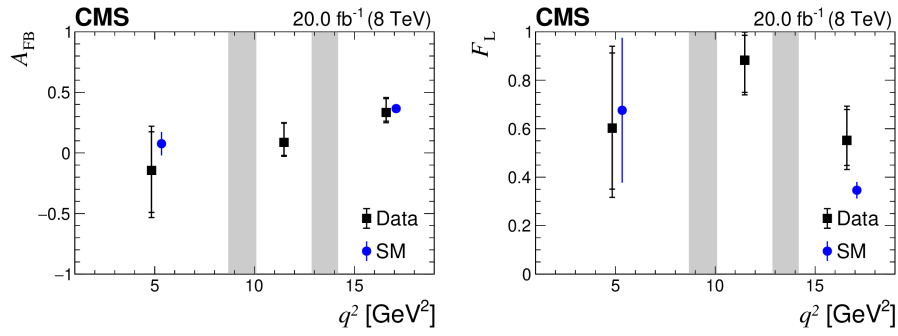 CMS 20.0 fb⁻¹ (8 TeV)
A_FB
1
0.5
0
−0.5
−1
Data
SM
5 10 15
q² [GeV²]
CMS 20.0 fb⁻¹ (8 TeV)
F_L
1
0.8
0.6
0.4
0.2
0
Data
SM
5 10 15
q² [GeV²]